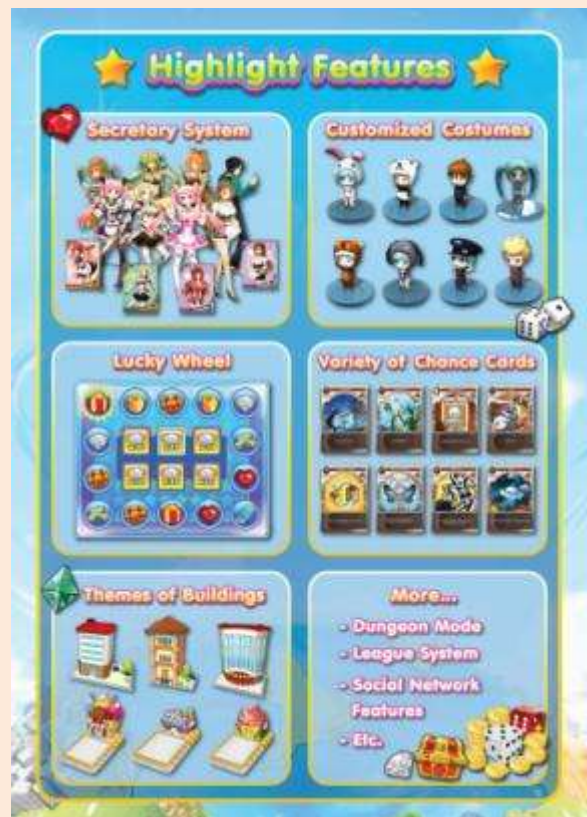 Highlight Features
Secretary System
Customized Costumes
Lucky Wheel
Variety of Chance Cards
Themes of Buildings
More...
- Dungeon Mode
- League System
- Social Network
Features
- Etc.